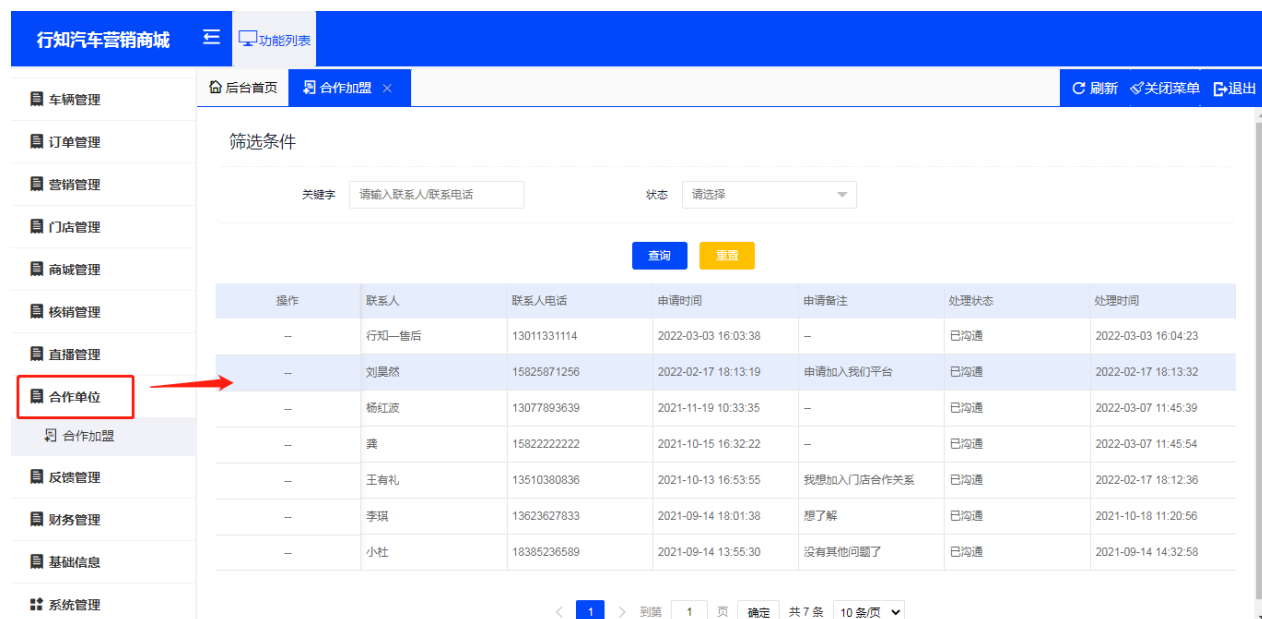 行知汽车营销商城
功能列表
后台首页
合作加盟
刷新
关闭菜单
退出
车辆管理
订单管理
营销管理
门店管理
商城管理
核销管理
直播管理
合作单位
合作加盟
反馈管理
财务管理
基础信息
系统管理
筛选条件
关键字 请输入联系人/联系电话 状态 请选择
查询 重置
操作 联系人 联系人电话 申请时间 申请备注 处理状态 处理时间
-- 行知—售后 13011331114 2022-03-03 16:03:38 -- 已沟通 2022-03-03 16:04:23
-- 刘昊然 15825871256 2022-02-17 18:13:19 申请加入我们平台 已沟通 2022-02-17 18:13:32
-- 杨红波 13077893639 2021-11-19 10:33:35 -- 已沟通 2022-03-07 11:45:39
-- 龚 15822222222 2021-10-15 16:32:22 -- 已沟通 2022-03-07 11:45:54
-- 王有礼 13510380836 2021-10-13 16:53:55 我想加入门店合作关系 已沟通 2022-02-17 18:12:36
-- 李琪 13623627833 2021-09-14 18:01:38 想了解 已沟通 2021-10-18 11:20:56
-- 小杜 18385236589 2021-09-14 13:55:30 没有其他问题了 已沟通 2021-09-14 14:32:58
1 到第 1 页 确定 共 7 条 10 条/页